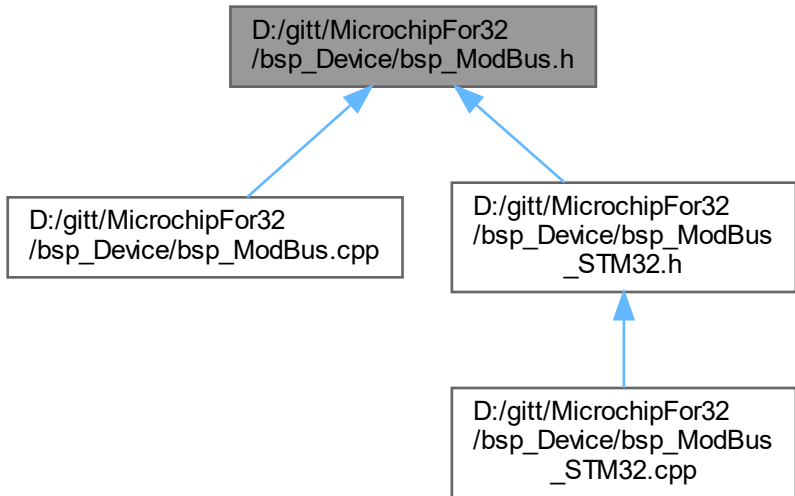 D:/gitt/MicrochipFor32
/bsp_Device/bsp_ModBus.h
D:/gitt/MicrochipFor32
/bsp_Device/bsp_ModBus.cpp
D:/gitt/MicrochipFor32
/bsp_Device/bsp_ModBus
_STM32.h
D:/gitt/MicrochipFor32
/bsp_Device/bsp_ModBus
_STM32.cpp